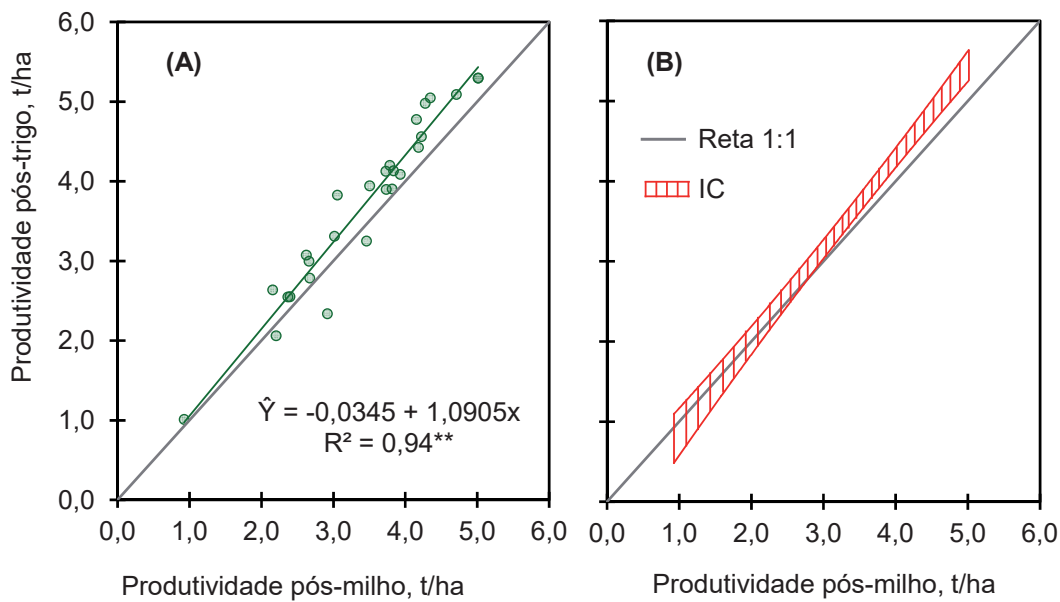 Produtividade pós-trigo, t/ha
6,0
5,0
4,0
3,0
2,0
1,0
0,0
(A)
Ŷ = -0,0345 + 1,0905x
R² = 0,94**
0,0 1,0 2,0 3,0 4,0 5,0 6,0
Produtividade pós-milho, t/ha
(B)
Reta 1:1
IC
0,0 1,0 2,0 3,0 4,0 5,0 6,0
Produtividade pós-milho, t/ha